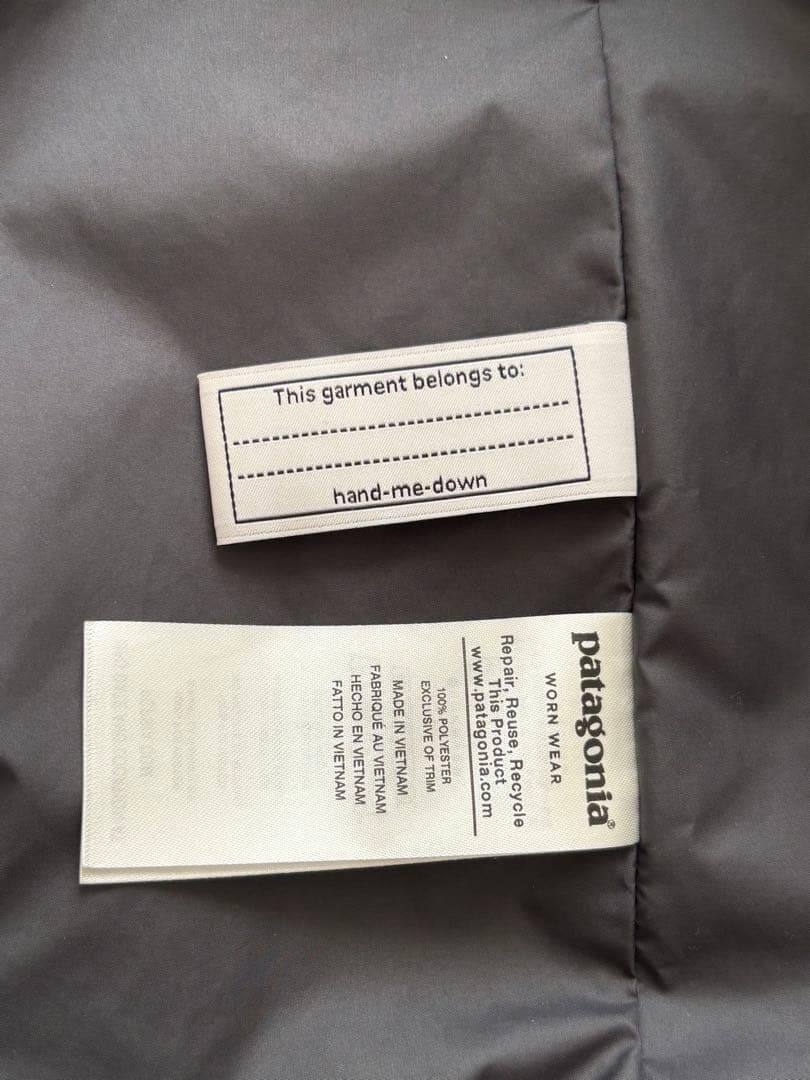 This garment belongs to:
hand-me-down
patagonia®
WORN WEAR
Repair, Reuse, Recycle
This Product
www.patagonia.com
100% POLYESTER
EXCLUSIVE OF TRIM
MADE IN VIETNAM
FABRIQUÉ AU VIETNAM
HECHO EN VIETNAM
FATTO IN VIETNAM